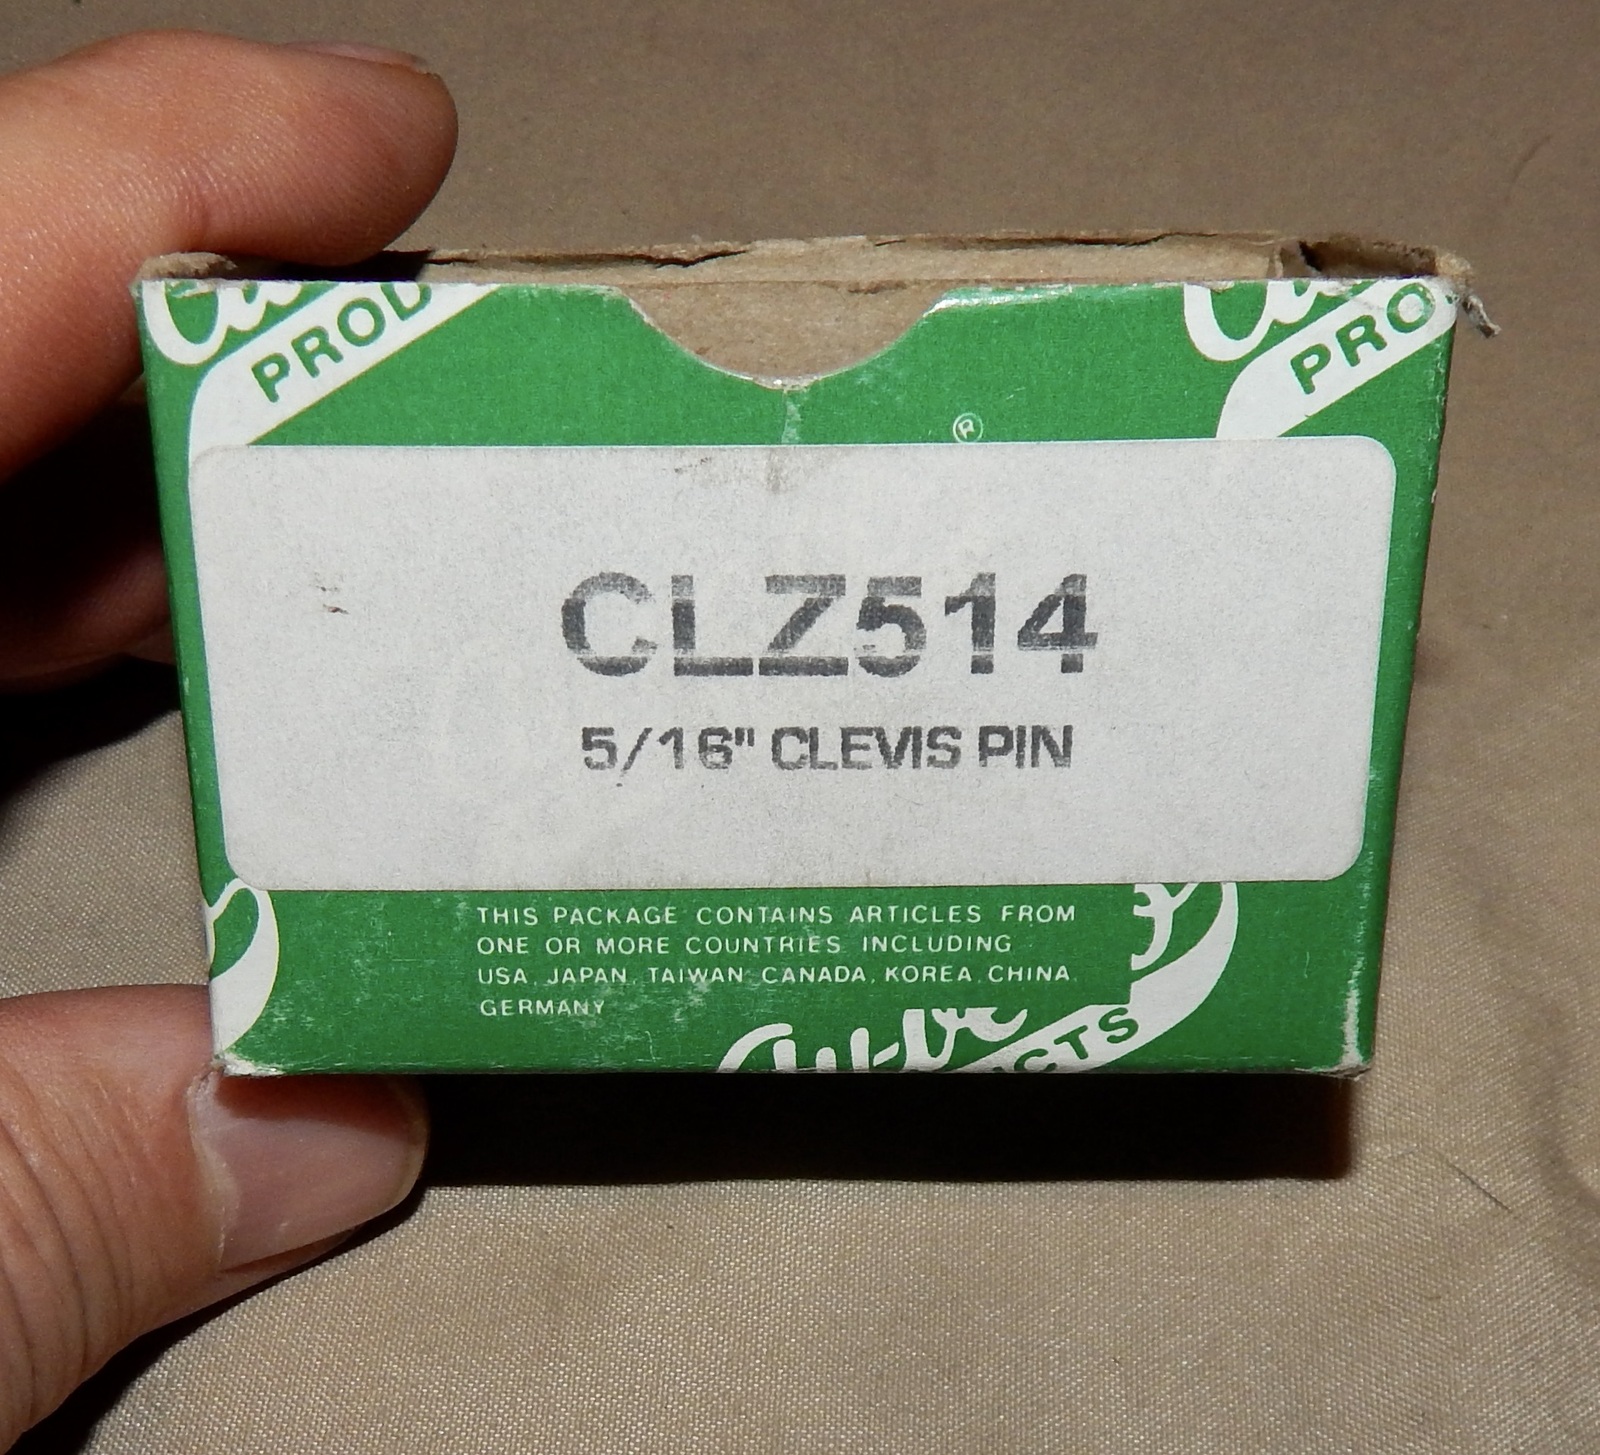 PROD
PRO
®
CLZ514
5/16" CLEVIS PIN
THIS PACKAGE CONTAINS ARTICLES FROM
ONE OR MORE COUNTRIES INCLUDING
USA, JAPAN, TAIWAN, CANADA, KOREA, CHINA,
GERMANY
CTS